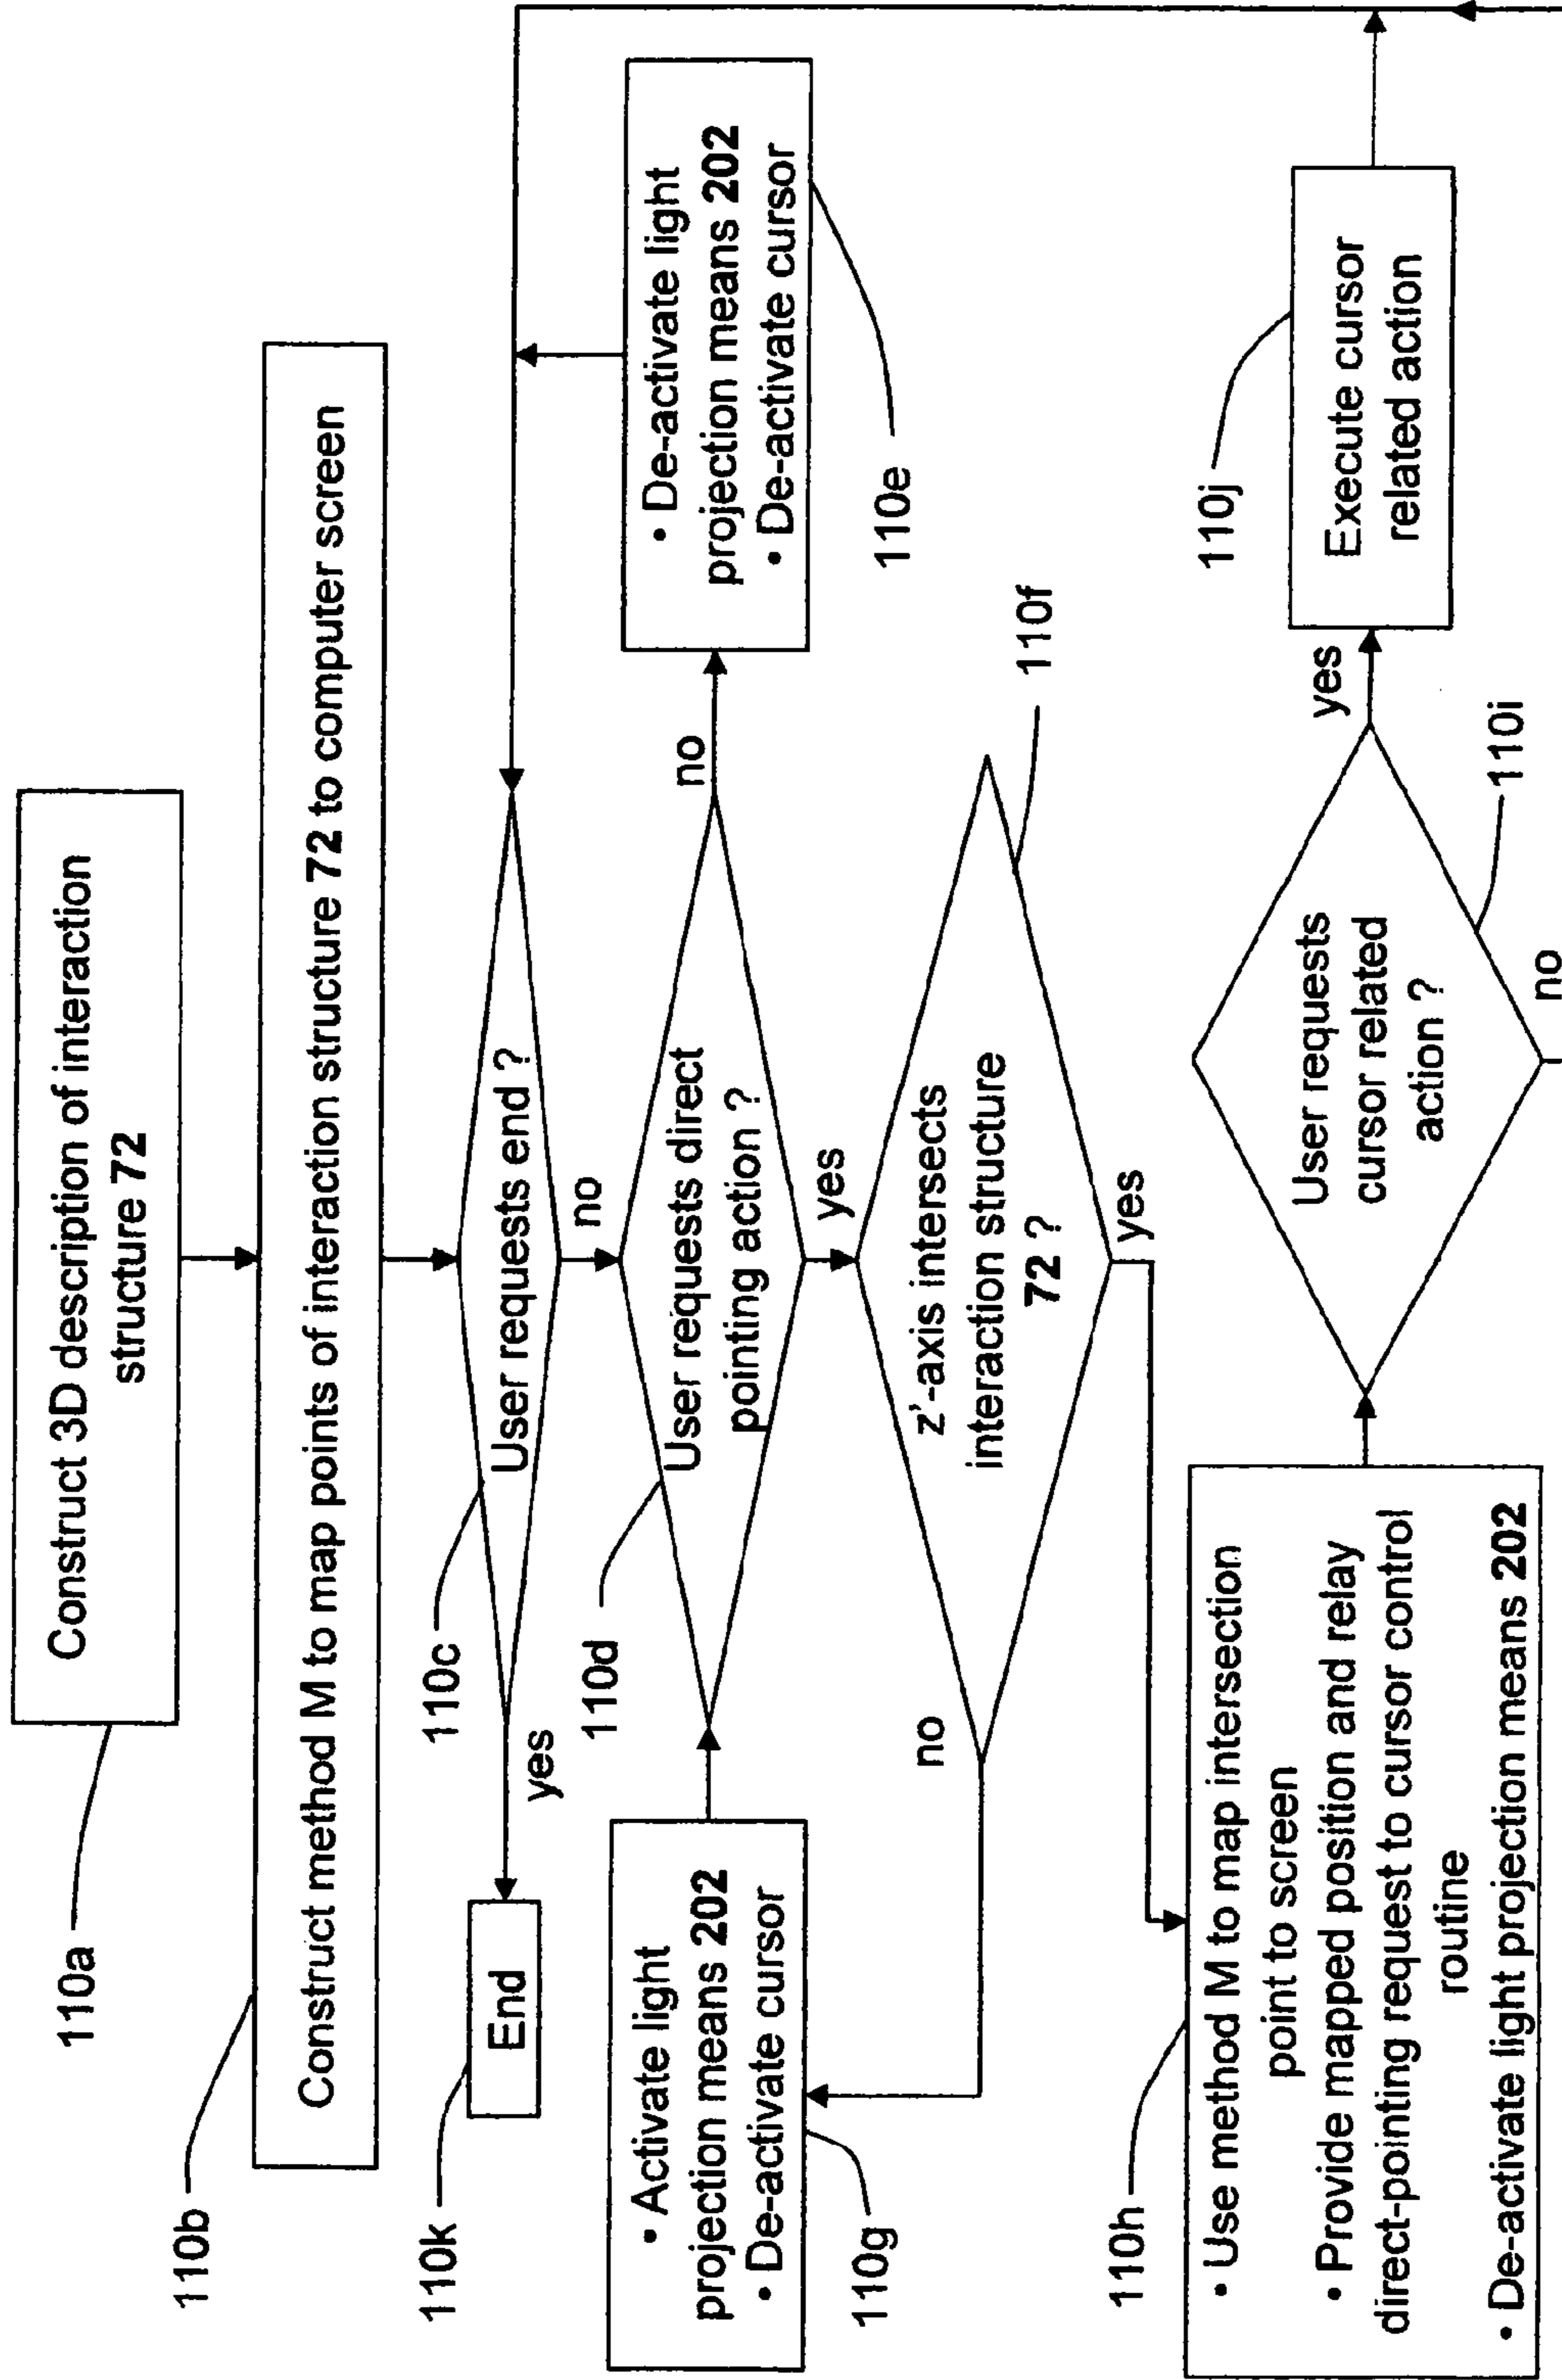 110a
Construct 3D description of interaction
structure 72
110b
Construct method M to map points of interaction structure 72 to computer screen
110c
User requests end ?
yes
no
110k
End
110d
User requests direct
pointing action ?
no
yes
• De-activate light
projection means 202
• De-activate cursor
110e
• Activate light
projection means 202
• De-activate cursor
110g
z'-axis intersects
interaction structure
72 ?
110f
no
yes
110h
• Use method M to map intersection
point to screen
• Provide mapped position and relay
direct-pointing request to cursor control
routine
• De-activate light projection means 202
User requests
cursor related
action ?
110i
yes
no
110j
Execute cursor
related action